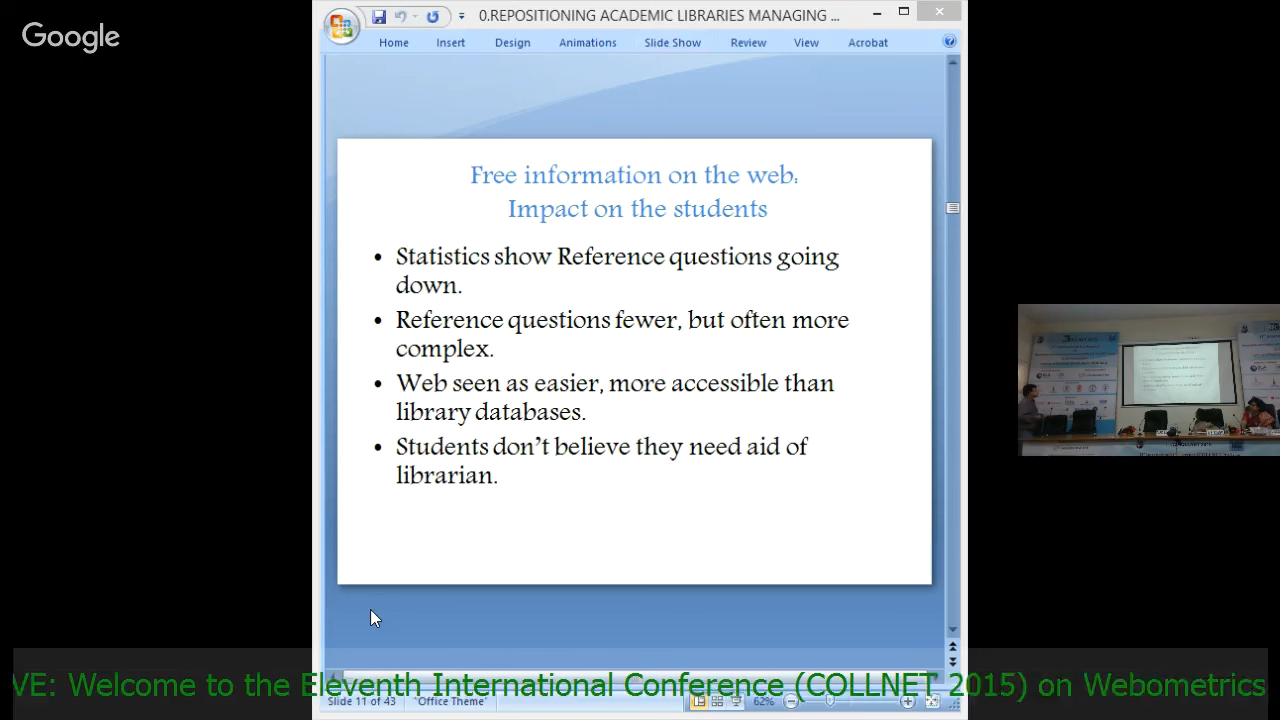 Google
0.REPOSITIONING ACADEMIC LIBRARIES MANAGING ...
Home Insert Design Animations Slide Show Review View Acrobat
Free information on the web:
Impact on the students
• Statistics show Reference questions going
down.
• Reference questions fewer, but often more
complex.
• Web seen as easier, more accessible than
library databases.
• Students don't believe they need aid of
librarian.
VE: Welcome to the Eleventh International Conference (COLLNET 2015) on Webometrics
Slide 11 of 43 "Office Theme" 62%